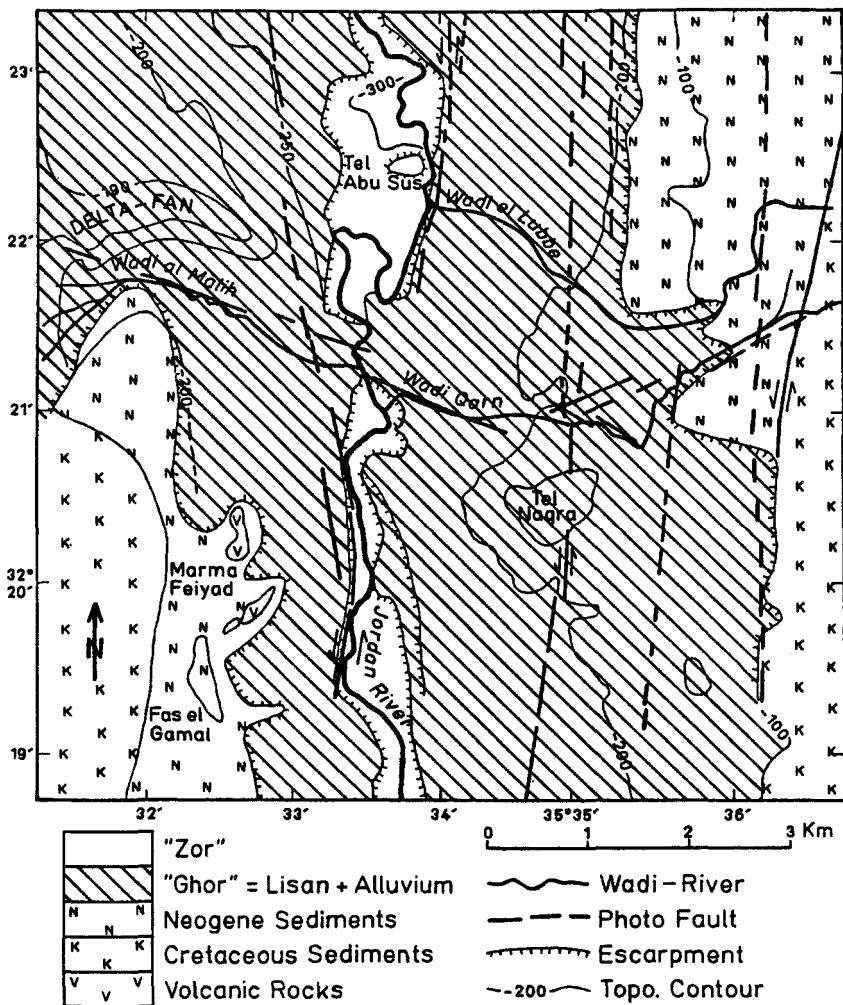 23′
-200
-300
-200
-100
-250
Tel
Abu Sus
-190
DELTA-FAN
Wadi el Lubbe
22′
Wadi al Malih
21′
-200
Wadi Qarn
Tel
Naqra
Marma
Feiyad
32°
20′
N
Jordan River
Fas el
Gamal
19′
-200
-100
32′
33′
34′
35°35′
36′
0 1 2 3 Km
"Zor"
"Ghor" = Lisan + Alluvium
Neogene Sediments
Cretaceous Sediments
Volcanic Rocks
Wadi-River
Photo Fault
Escarpment
-200 Topo. Contour